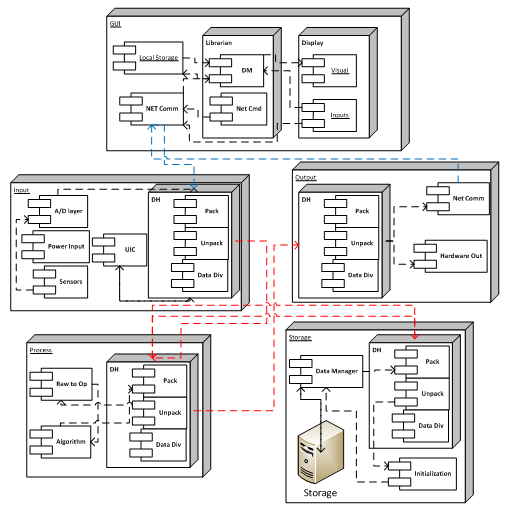 GUI
Local Storage
NET Comm
Librarian
DM
Net Cmd
Display
Visual
Inputs
Input
A/D layer
Power Input
Sensors
UIC
DH
Pack
Unpack
Data Div
Output
DH
Pack
Unpack
Data Div
Net Comm
Hardware Out
Process
Raw to Op
Algorithm
DH
Pack
Unpack
Data Div
Storage
Data Manager
Storage
DH
Pack
Unpack
Data Div
Initialization